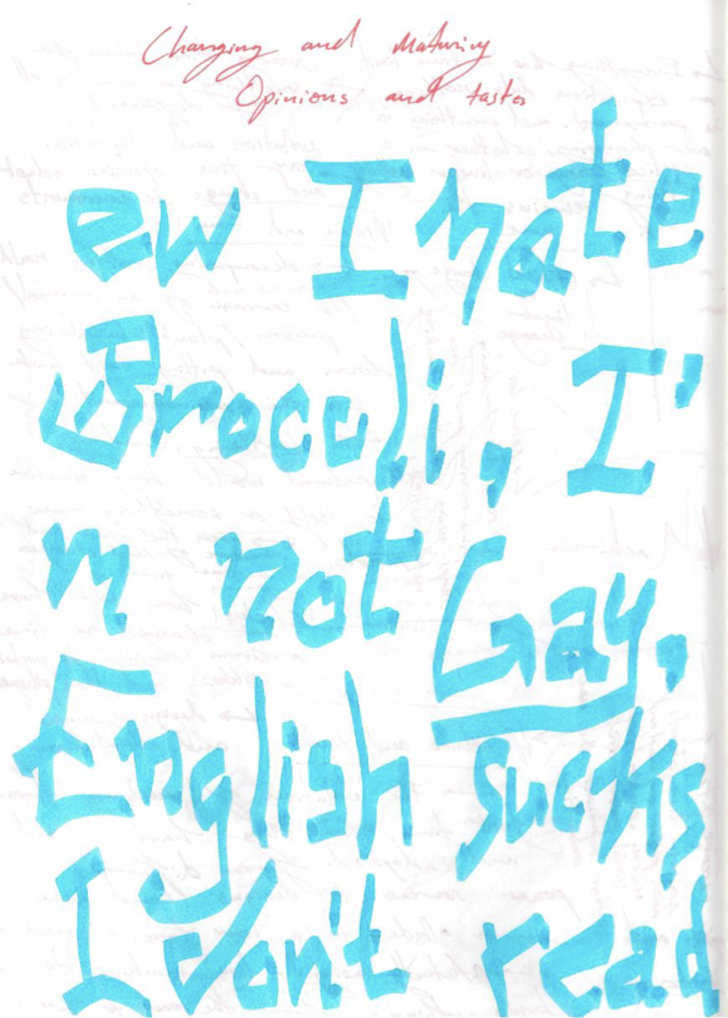 Changing and Maturing
Opinions and tastes
ew I hate
Brocoli, I'
m not Gay,
English sucks
I don't read